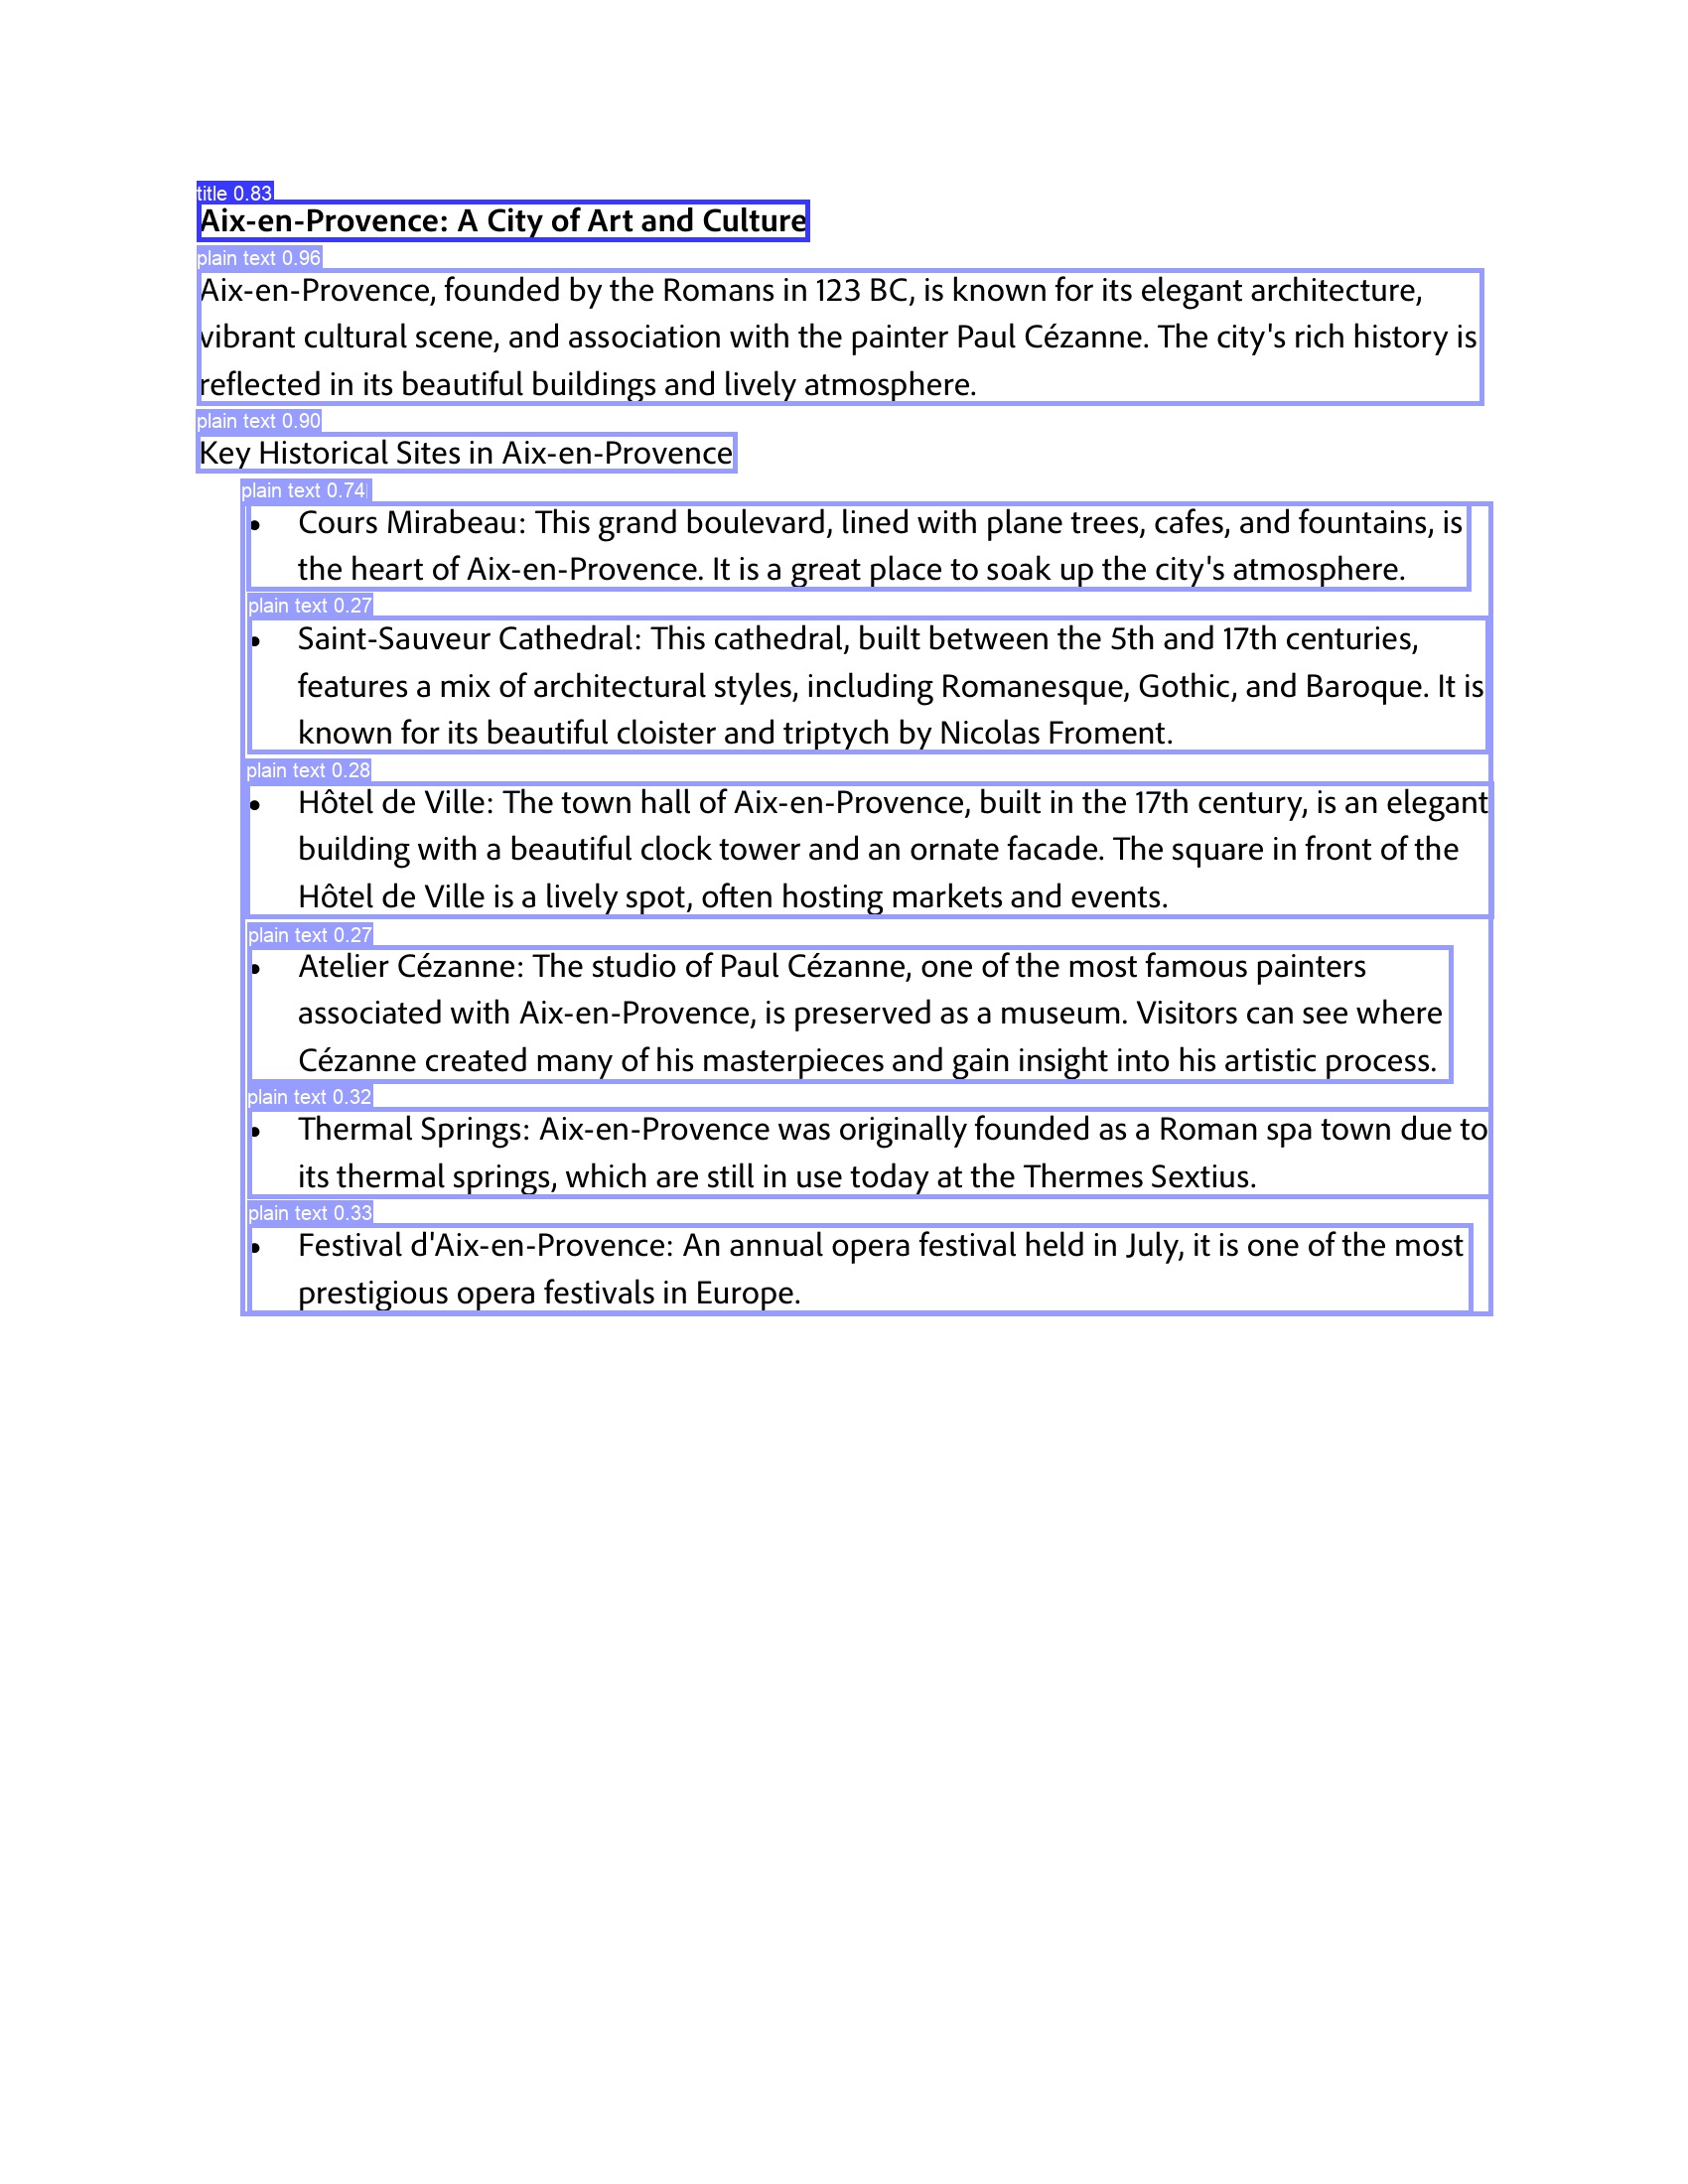 title 0.83
Aix-en-Provence: A City of Art and Culture
plain text 0.96
Aix-en-Provence, founded by the Romans in 123 BC, is known for its elegant architecture,
vibrant cultural scene, and association with the painter Paul Cézanne. The city's rich history is
reflected in its beautiful buildings and lively atmosphere.
plain text 0.90
Key Historical Sites in Aix-en-Provence
plain text 0.74
• Cours Mirabeau: This grand boulevard, lined with plane trees, cafes, and fountains, is
the heart of Aix-en-Provence. It is a great place to soak up the city's atmosphere.
plain text 0.27
• Saint-Sauveur Cathedral: This cathedral, built between the 5th and 17th centuries,
features a mix of architectural styles, including Romanesque, Gothic, and Baroque. It is
known for its beautiful cloister and triptych by Nicolas Froment.
plain text 0.28
• Hôtel de Ville: The town hall of Aix-en-Provence, built in the 17th century, is an elegant
building with a beautiful clock tower and an ornate facade. The square in front of the
Hôtel de Ville is a lively spot, often hosting markets and events.
plain text 0.27
• Atelier Cézanne: The studio of Paul Cézanne, one of the most famous painters
associated with Aix-en-Provence, is preserved as a museum. Visitors can see where
Cézanne created many of his masterpieces and gain insight into his artistic process.
plain text 0.32
• Thermal Springs: Aix-en-Provence was originally founded as a Roman spa town due to
its thermal springs, which are still in use today at the Thermes Sextius.
plain text 0.33
• Festival d'Aix-en-Provence: An annual opera festival held in July, it is one of the most
prestigious opera festivals in Europe.